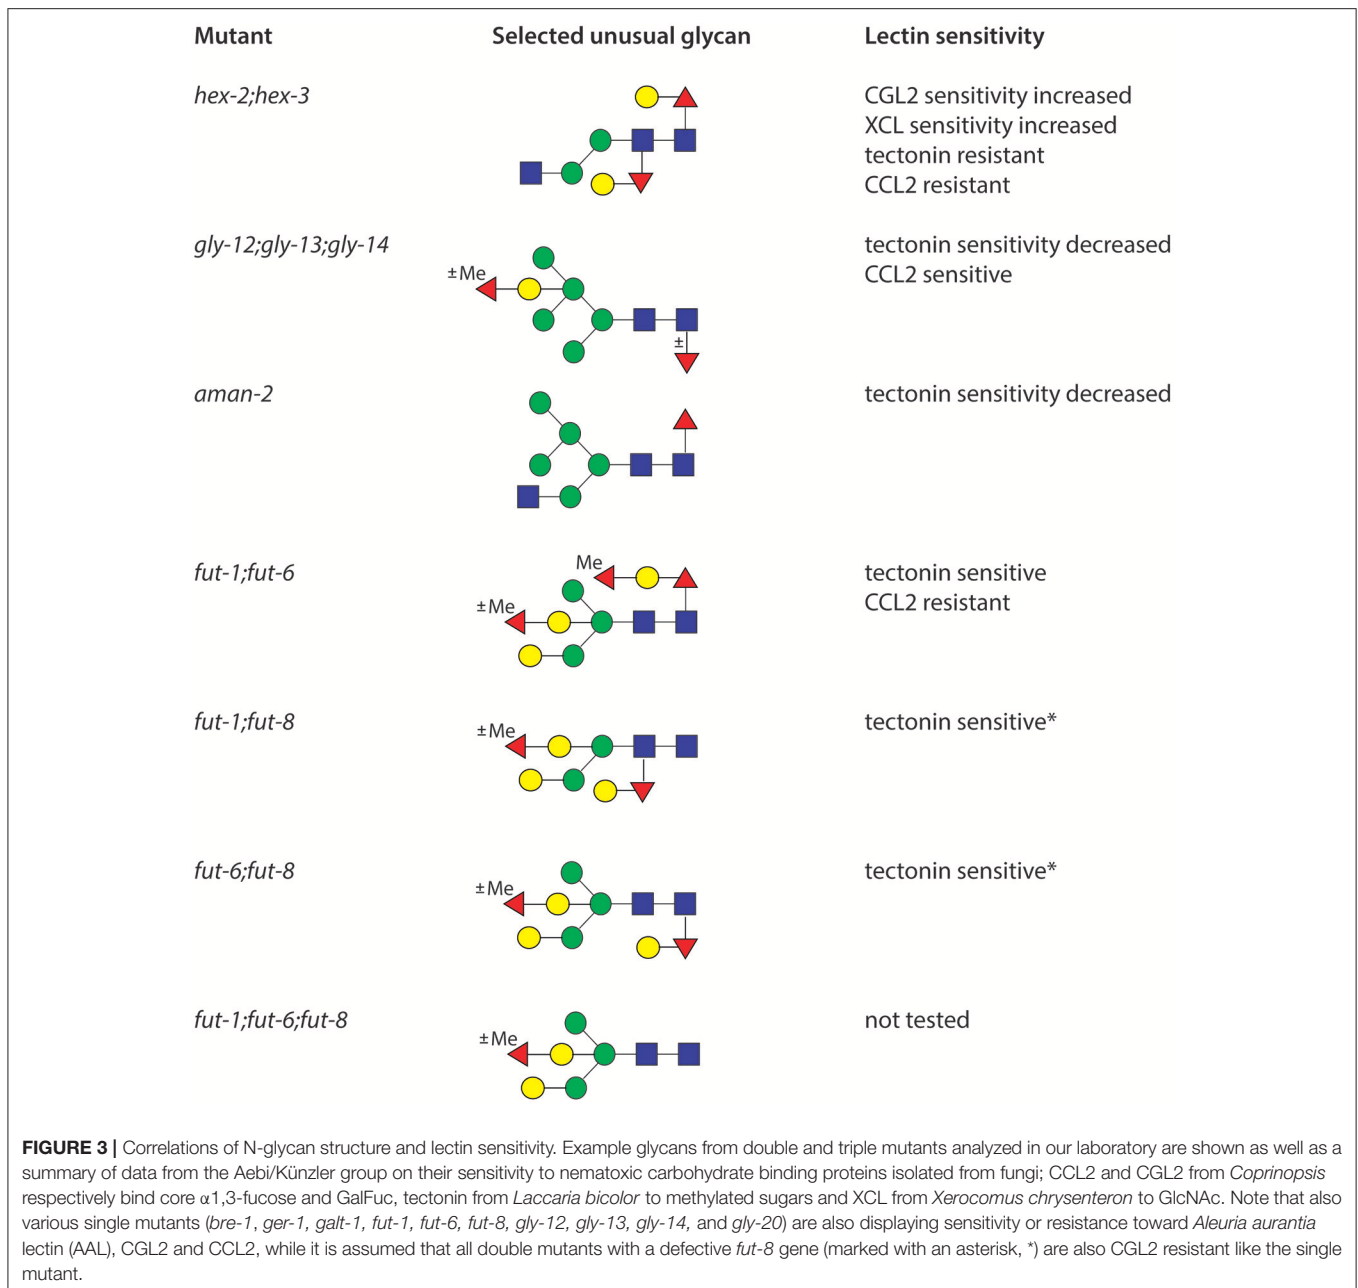 Mutant Selected unusual glycan Lectin sensitivity
hex-2;hex-3
CGL2 sensitivity increased
XCL sensitivity increased
tectonin resistant
CCL2 resistant
gly-12;gly-13;gly-14
±Me
±
tectonin sensitivity decreased
CCL2 sensitive
aman-2
tectonin sensitivity decreased
fut-1;fut-6
Me
±Me
tectonin sensitive
CCL2 resistant
fut-1;fut-8
±Me
tectonin sensitive*
fut-6;fut-8
±Me
tectonin sensitive*
fut-1;fut-6;fut-8
±Me
not tested
FIGURE 3 | Correlations of N-glycan structure and lectin sensitivity. Example glycans from double and triple mutants analyzed in our laboratory are shown as well as a
summary of data from the Aebi/Künzler group on their sensitivity to nematoxic carbohydrate binding proteins isolated from fungi; CCL2 and CGL2 from Coprinopsis
respectively bind core α1,3-fucose and GalFuc, tectonin from Laccaria bicolor to methylated sugars and XCL from Xerocomus chrysenteron to GlcNAc. Note that also
various single mutants (bre-1, ger-1, galt-1, fut-1, fut-6, fut-8, gly-12, gly-13, gly-14, and gly-20) are also displaying sensitivity or resistance toward Aleuria aurantia
lectin (AAL), CGL2 and CCL2, while it is assumed that all double mutants with a defective fut-8 gene (marked with an asterisk, *) are also CGL2 resistant like the single
mutant.